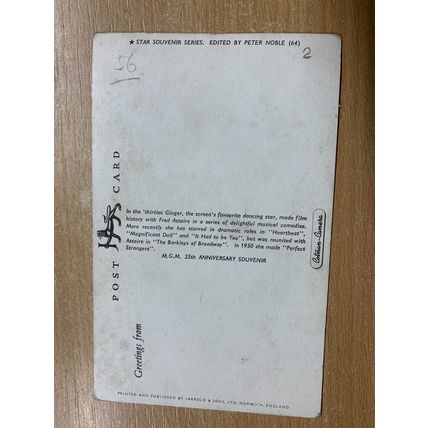 ★ STAR SOUVENIR SERIES. EDITED BY PETER NOBLE (64)
2
56
POST CARD
In the 'thirties Ginger, the screen's favourite dancing star, made film
history with Fred Astaire in a series of delightful musical comedies.
More recently she has starred in dramatic roles in "Heartbeat",
"Magnificent Doll" and "It Had to be You", but was reunited with
Astaire in "The Barkleys of Broadway". In 1950 she made "Perfect
Strangers".
M.G.M. 25th ANNIVERSARY SOUVENIR
Cotman-Camera
Greetings from
PRINTED AND PUBLISHED BY JARROLD & SONS, LTD. NORWICH, ENGLAND